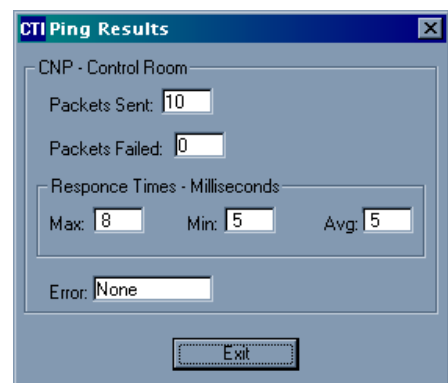 CTI Ping Results
CNP - Control Room
Packets Sent: 10
Packets Failed: 0
Responce Times - Milliseconds
Max: 8 Min: 5 Avg: 5
Error: None
Exit